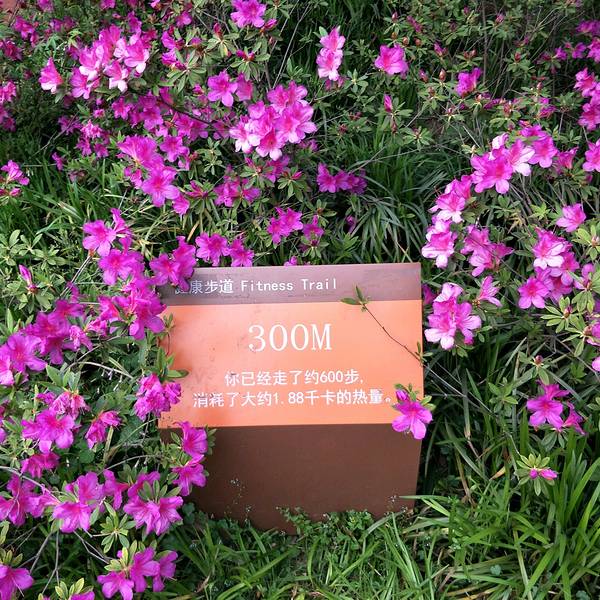 健康步道 Fitness Trail
300M
你已经走了约600步,
消耗了大约1.88千卡的热量。